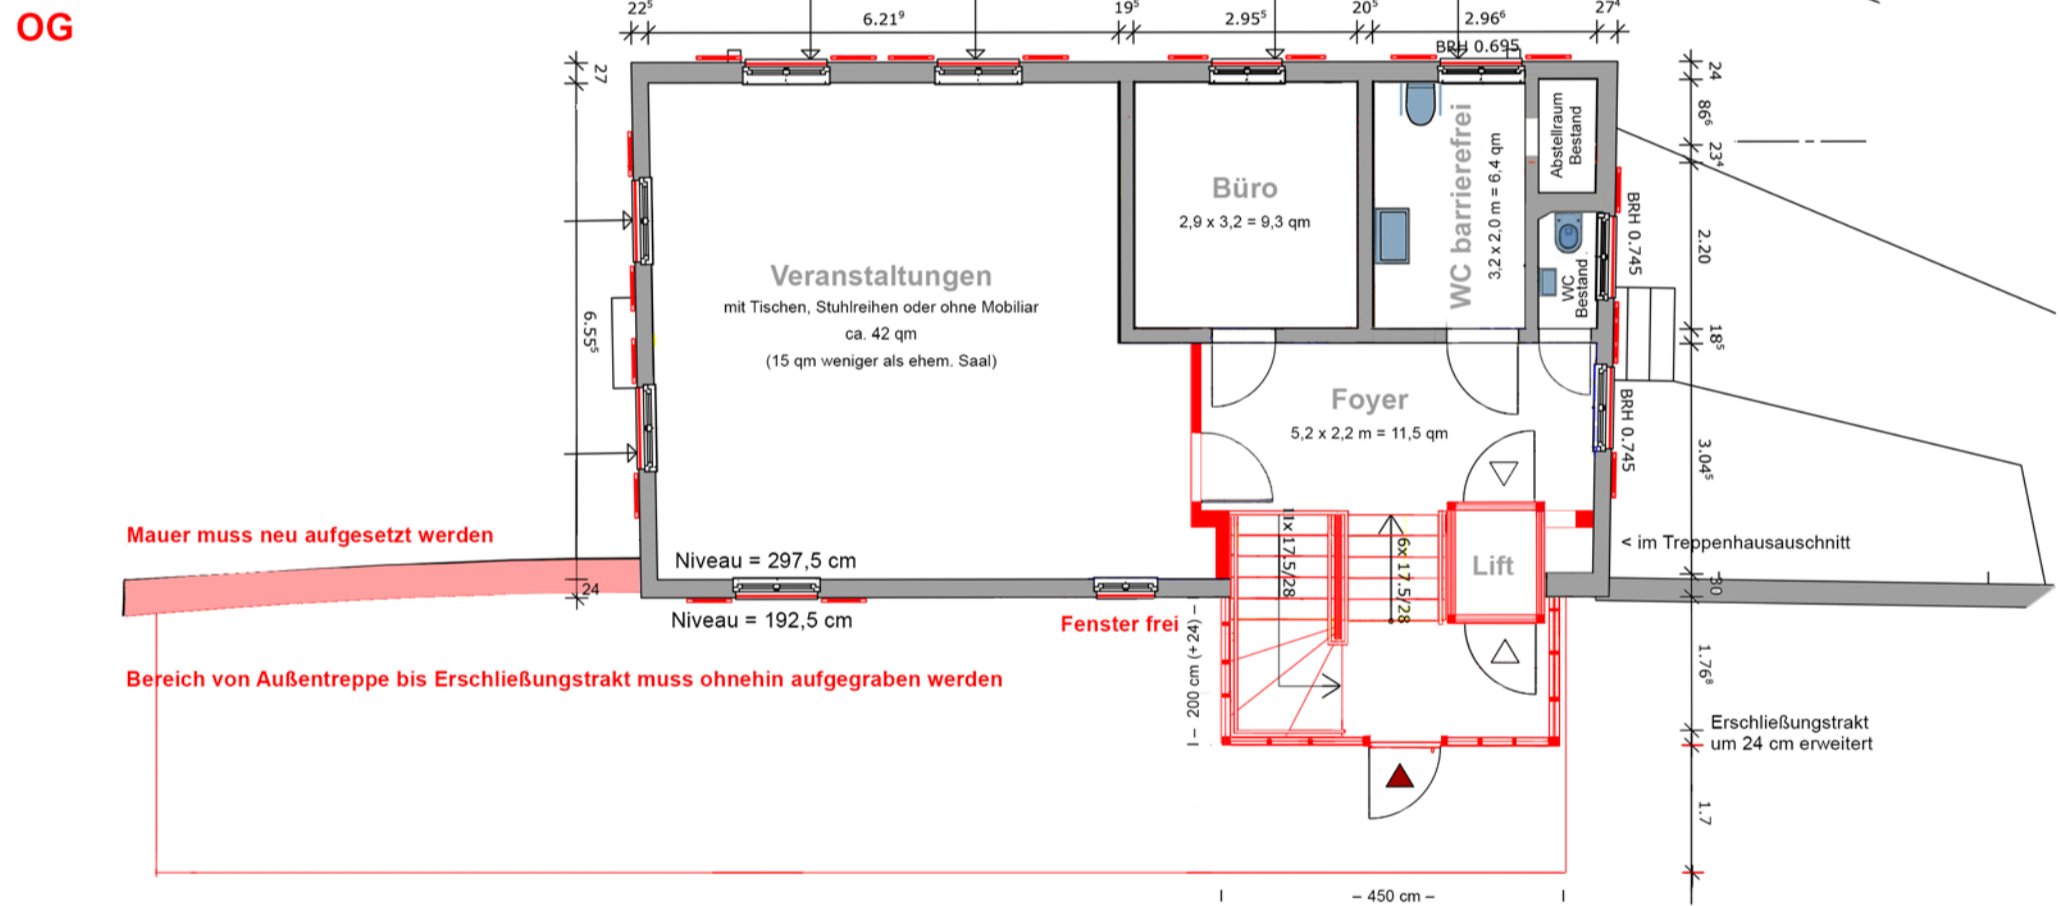 OG
22⁵
6.21⁹
19⁵
2.95⁵
20⁵
2.96⁶
27⁴
BRH 0.695
27
24
86⁶
23⁴
2.20
18⁵
3.04⁵
30
1.76⁸
1.7
6.55⁵
24
Abstellraum
Bestand
WC barrierefrei
3,2 x 2,0 m = 6,4 qm
Büro
2,9 x 3,2 = 9,3 qm
BRH 0.745
WC
Bestand
Veranstaltungen
mit Tischen, Stuhlreihen oder ohne Mobiliar
ca. 42 qm
(15 qm weniger als ehem. Saal)
Foyer
5,2 x 2,2 m = 11,5 qm
BRH 0.745
Mauer muss neu aufgesetzt werden
< im Treppenhausauschnitt
Niveau = 297,5 cm
11x17,5/28
6x 17.5/28
Lift
Niveau = 192,5 cm
Fenster frei
I – 200 cm (+24) – I
Bereich von Außentreppe bis Erschließungstrakt muss ohnehin aufgegraben werden
Erschließungstrakt
um 24 cm erweitert
I – 450 cm – I